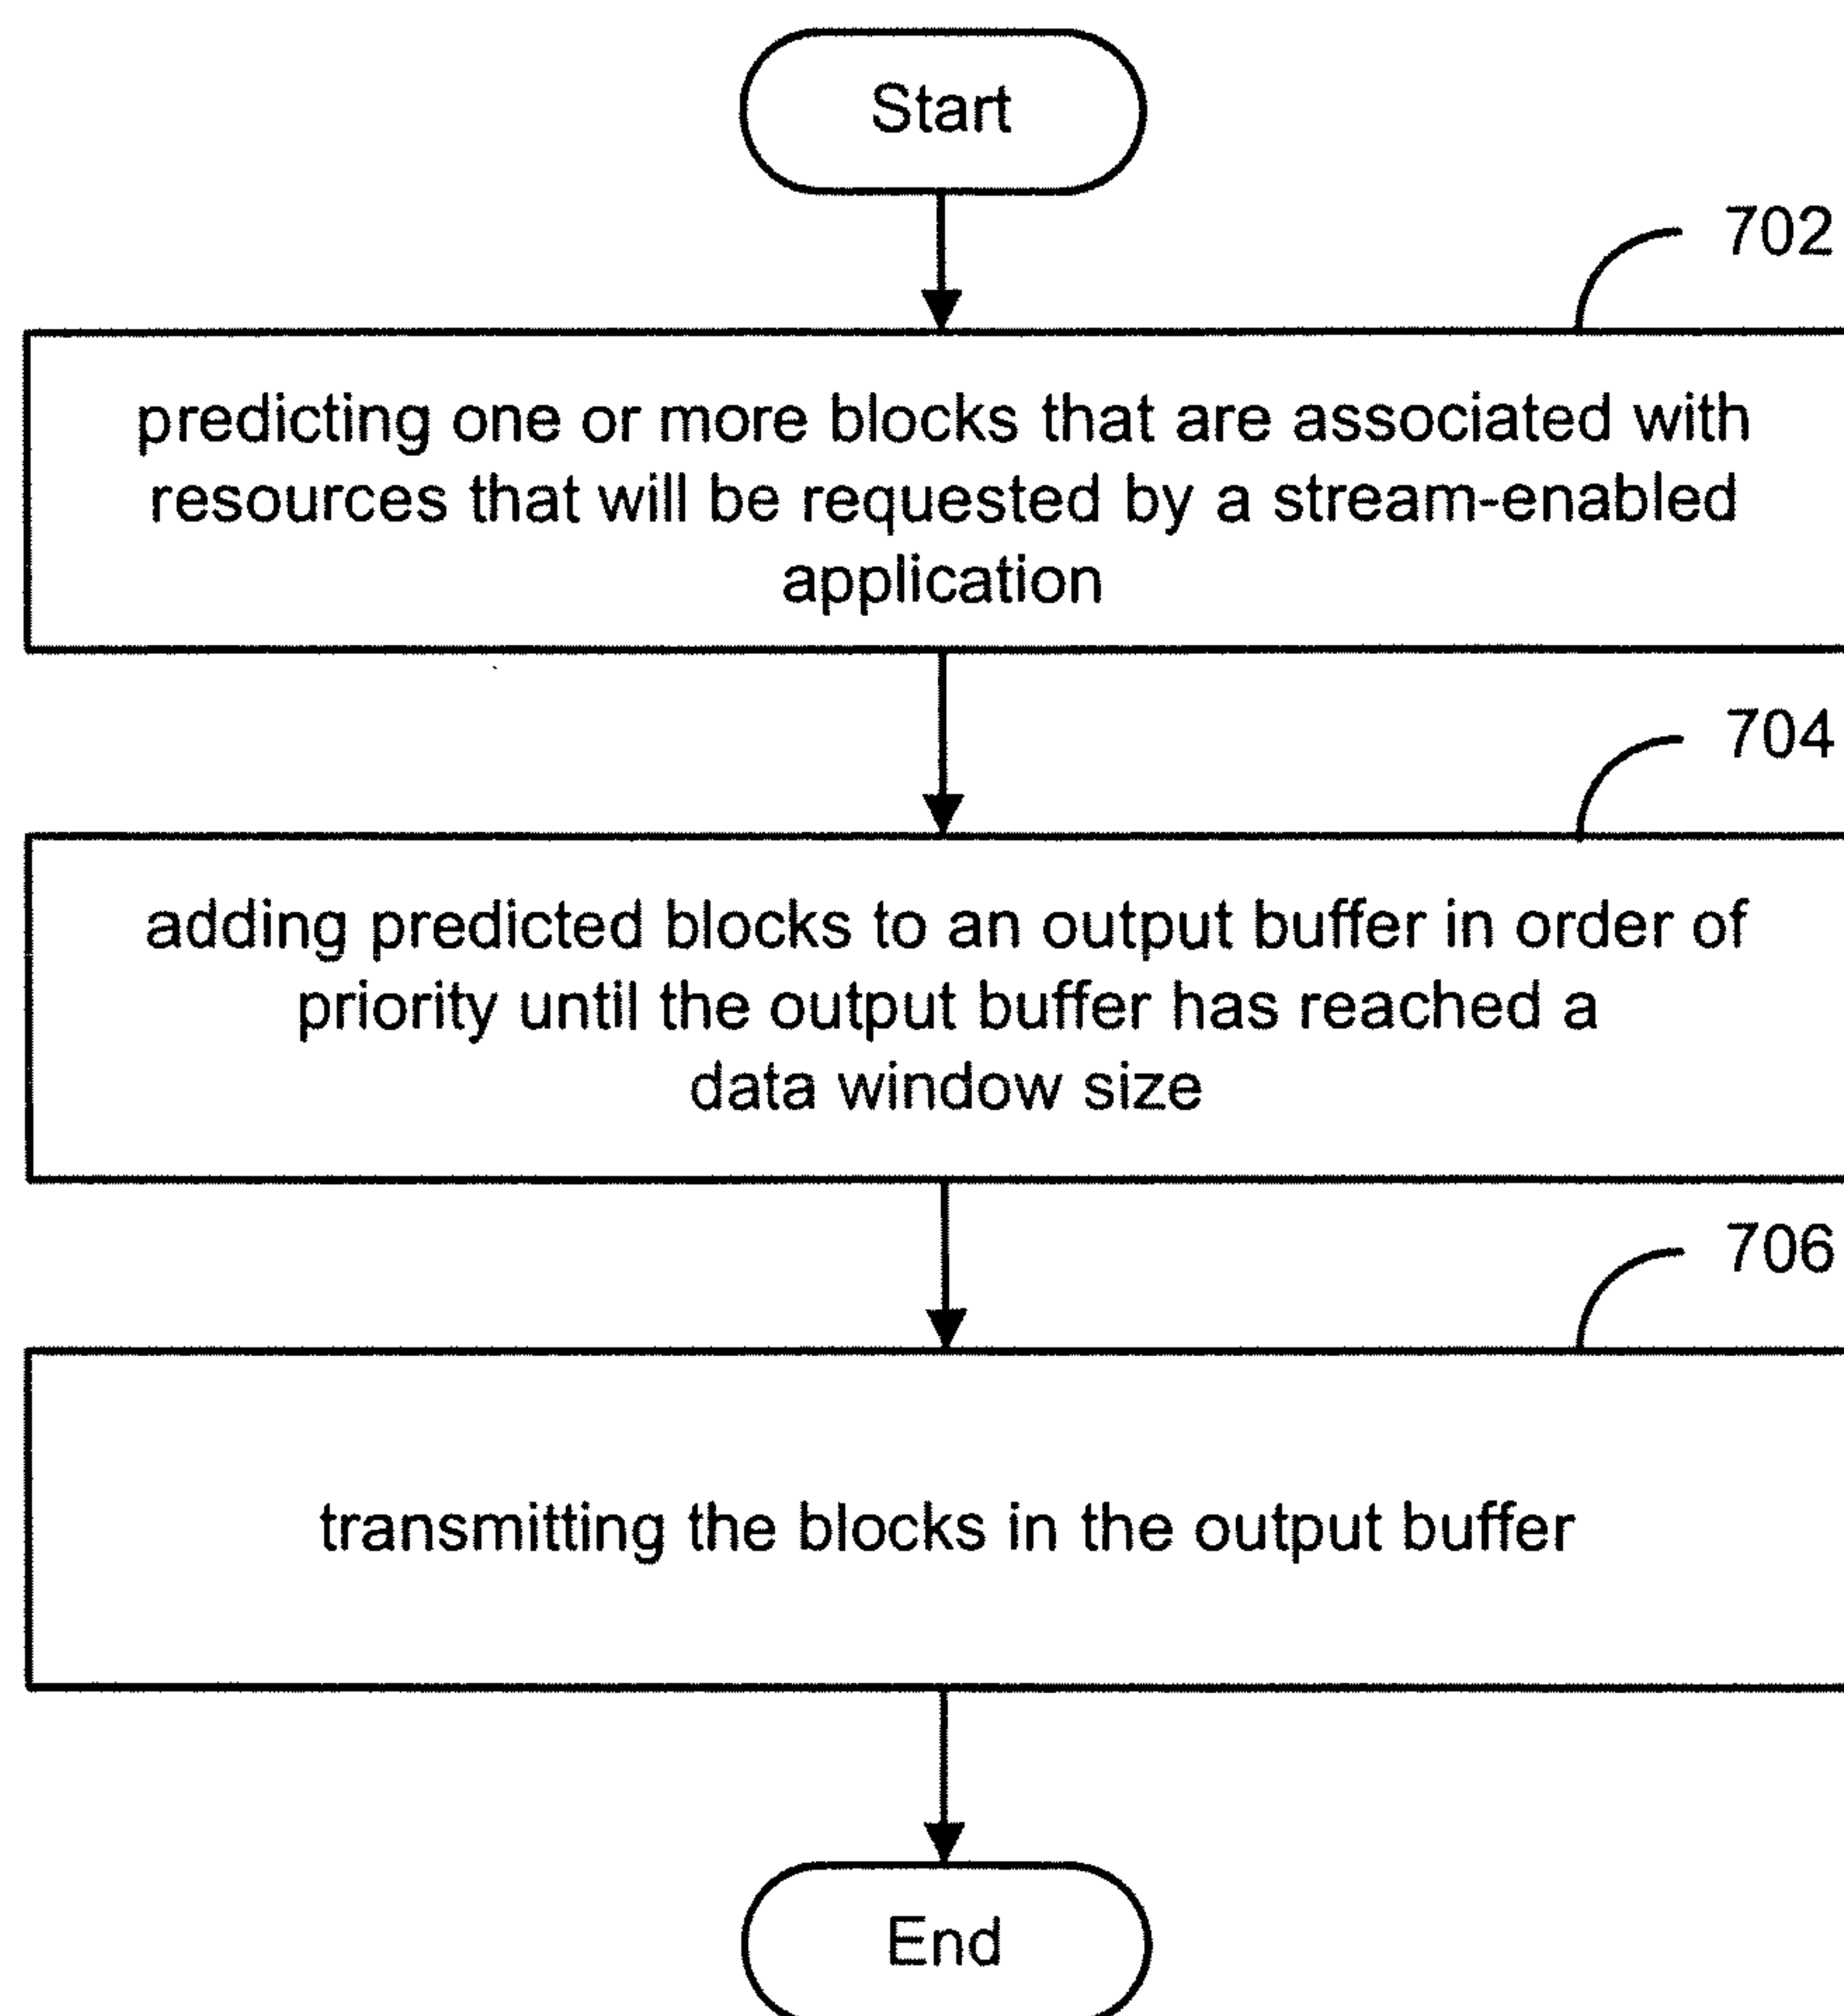 Start
702
predicting one or more blocks that are associated with
resources that will be requested by a stream-enabled
application
704
adding predicted blocks to an output buffer in order of
priority until the output buffer has reached a
data window size
706
transmitting the blocks in the output buffer
End